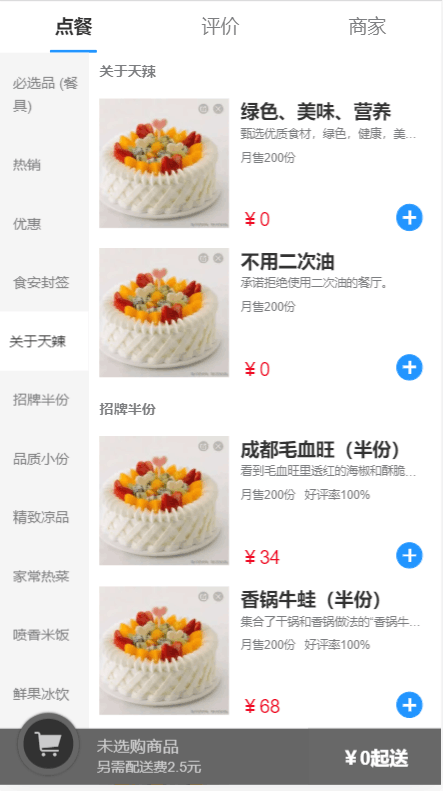 点餐
评价
商家
必选品 (餐
具)
热销
优惠
食安封签
关于天辣
招牌半份
品质小份
精致凉品
家常热菜
喷香米饭
鲜果冰饮
关于天辣
绿色、美味、营养
甄选优质食材，绿色，健康，美…
月售200份
¥ 0
不用二次油
承诺拒绝使用二次油的餐厅。
月售200份
¥ 0
招牌半份
成都毛血旺（半份）
看到毛血旺里透红的海椒和酥脆…
月售200份 好评率100%
¥ 34
香锅牛蛙（半份）
集合了干锅和香锅做法的“香锅牛…
月售200份 好评率100%
¥ 68
未选购商品
另需配送费2.5元
¥ 0起送